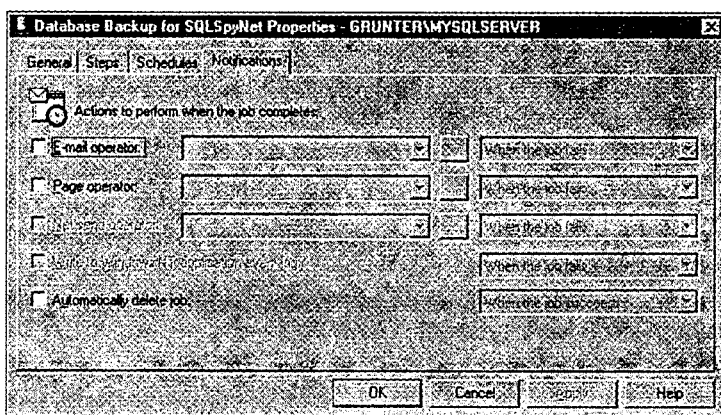 Database Backup for SQLSpyNet Properties - GRUNTER\MYSQLSERVER
General Steps Schedules Notifications
Actions to perform when the job completes:
E-mail operator: When the job fails
Page operator: When the job fails
When the job fails
When the job fails
Automatically delete job: When the job
OK Cancel Apply Help